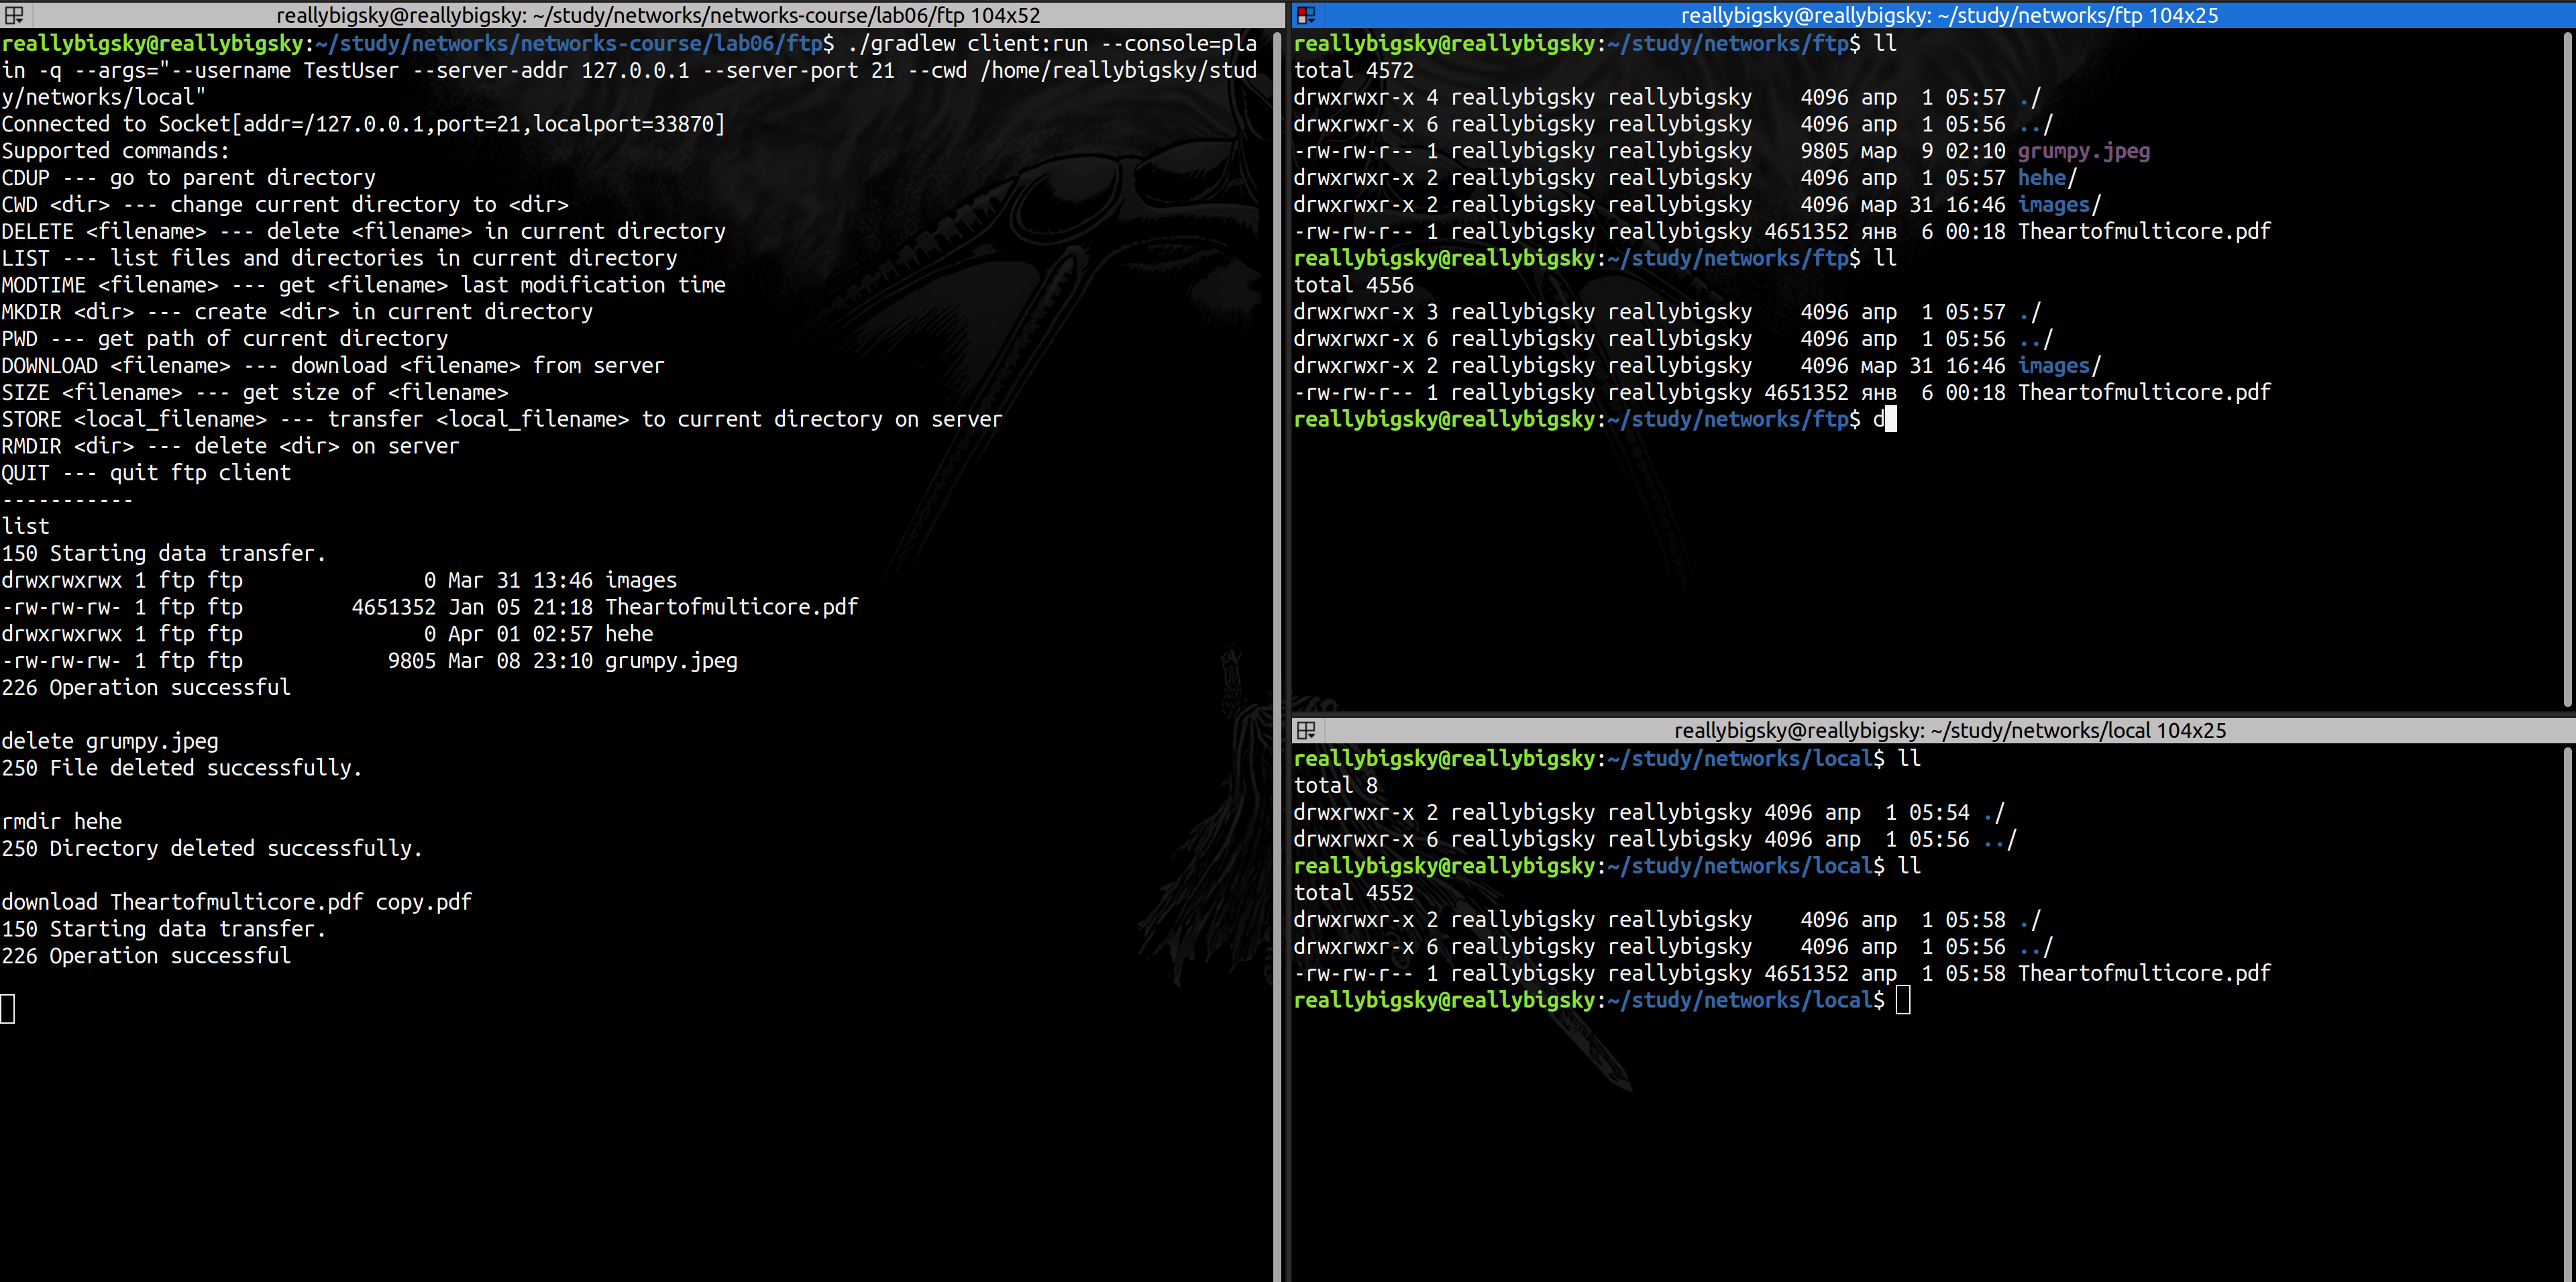 reallybigsky@reallybigsky: ~/study/networks/networks-course/lab06/ftp 104x52
reallybigsky@reallybigsky:~/study/networks/networks-course/lab06/ftp$ ./gradlew client:run --console=pla
in -q --args="--username TestUser --server-addr 127.0.0.1 --server-port 21 --cwd /home/reallybigsky/stud
y/networks/local"
Connected to Socket[addr=/127.0.0.1,port=21,localport=33870]
Supported commands:
CDUP --- go to parent directory
CWD <dir> --- change current directory to <dir>
DELETE <filename> --- delete <filename> in current directory
LIST --- list files and directories in current directory
MODTIME <filename> --- get <filename> last modification time
MKDIR <dir> --- create <dir> in current directory
PWD --- get path of current directory
DOWNLOAD <filename> --- download <filename> from server
SIZE <filename> --- get size of <filename>
STORE <local_filename> --- transfer <local_filename> to current directory on server
RMDIR <dir> --- delete <dir> on server
QUIT --- quit ftp client
-----------
list
150 Starting data transfer.
drwxrwxrwx 1 ftp ftp               0 Mar 31 13:46 images
-rw-rw-rw- 1 ftp ftp         4651352 Jan 05 21:18 Theartofmulticore.pdf
drwxrwxrwx 1 ftp ftp               0 Apr 01 02:57 hehe
-rw-rw-rw- 1 ftp ftp            9805 Mar 08 23:10 grumpy.jpeg
226 Operation successful
delete grumpy.jpeg
250 File deleted successfully.
rmdir hehe
250 Directory deleted successfully.
download Theartofmulticore.pdf copy.pdf
150 Starting data transfer.
226 Operation successful
reallybigsky@reallybigsky: ~/study/networks/ftp 104x25
reallybigsky@reallybigsky:~/study/networks/ftp$ ll
total 4572
drwxrwxr-x 4 reallybigsky reallybigsky    4096 апр  1 05:57 ./
drwxrwxr-x 6 reallybigsky reallybigsky    4096 апр  1 05:56 ../
-rw-rw-r-- 1 reallybigsky reallybigsky    9805 мар  9 02:10 grumpy.jpeg
drwxrwxr-x 2 reallybigsky reallybigsky    4096 апр  1 05:57 hehe/
drwxrwxr-x 2 reallybigsky reallybigsky    4096 мар 31 16:46 images/
-rw-rw-r-- 1 reallybigsky reallybigsky 4651352 янв  6 00:18 Theartofmulticore.pdf
reallybigsky@reallybigsky:~/study/networks/ftp$ ll
total 4556
drwxrwxr-x 3 reallybigsky reallybigsky    4096 апр  1 05:57 ./
drwxrwxr-x 6 reallybigsky reallybigsky    4096 апр  1 05:56 ../
drwxrwxr-x 2 reallybigsky reallybigsky    4096 мар 31 16:46 images/
-rw-rw-r-- 1 reallybigsky reallybigsky 4651352 янв  6 00:18 Theartofmulticore.pdf
reallybigsky@reallybigsky:~/study/networks/ftp$ d
reallybigsky@reallybigsky: ~/study/networks/local 104x25
reallybigsky@reallybigsky:~/study/networks/local$ ll
total 8
drwxrwxr-x 2 reallybigsky reallybigsky 4096 апр  1 05:54 ./
drwxrwxr-x 6 reallybigsky reallybigsky 4096 апр  1 05:56 ../
reallybigsky@reallybigsky:~/study/networks/local$ ll
total 4552
drwxrwxr-x 2 reallybigsky reallybigsky    4096 апр  1 05:58 ./
drwxrwxr-x 6 reallybigsky reallybigsky    4096 апр  1 05:56 ../
-rw-rw-r-- 1 reallybigsky reallybigsky 4651352 апр  1 05:58 Theartofmulticore.pdf
reallybigsky@reallybigsky:~/study/networks/local$